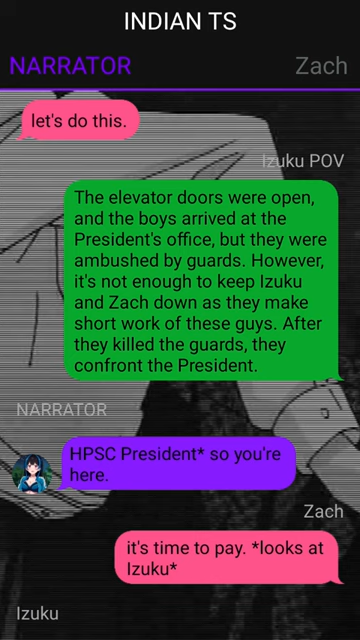 INDIAN TS
NARRATOR
Zach
let's do this.
Izuku POV
The elevator doors were open,
and the boys arrived at the
President's office, but they were
ambushed by guards. However,
it's not enough to keep Izuku
and Zach down as they make
short work of these guys. After
they killed the guards, they
confront the President.
NARRATOR
HPSC President* so you're
here.
Zach
it's time to pay. *looks at
Izuku*
Izuku